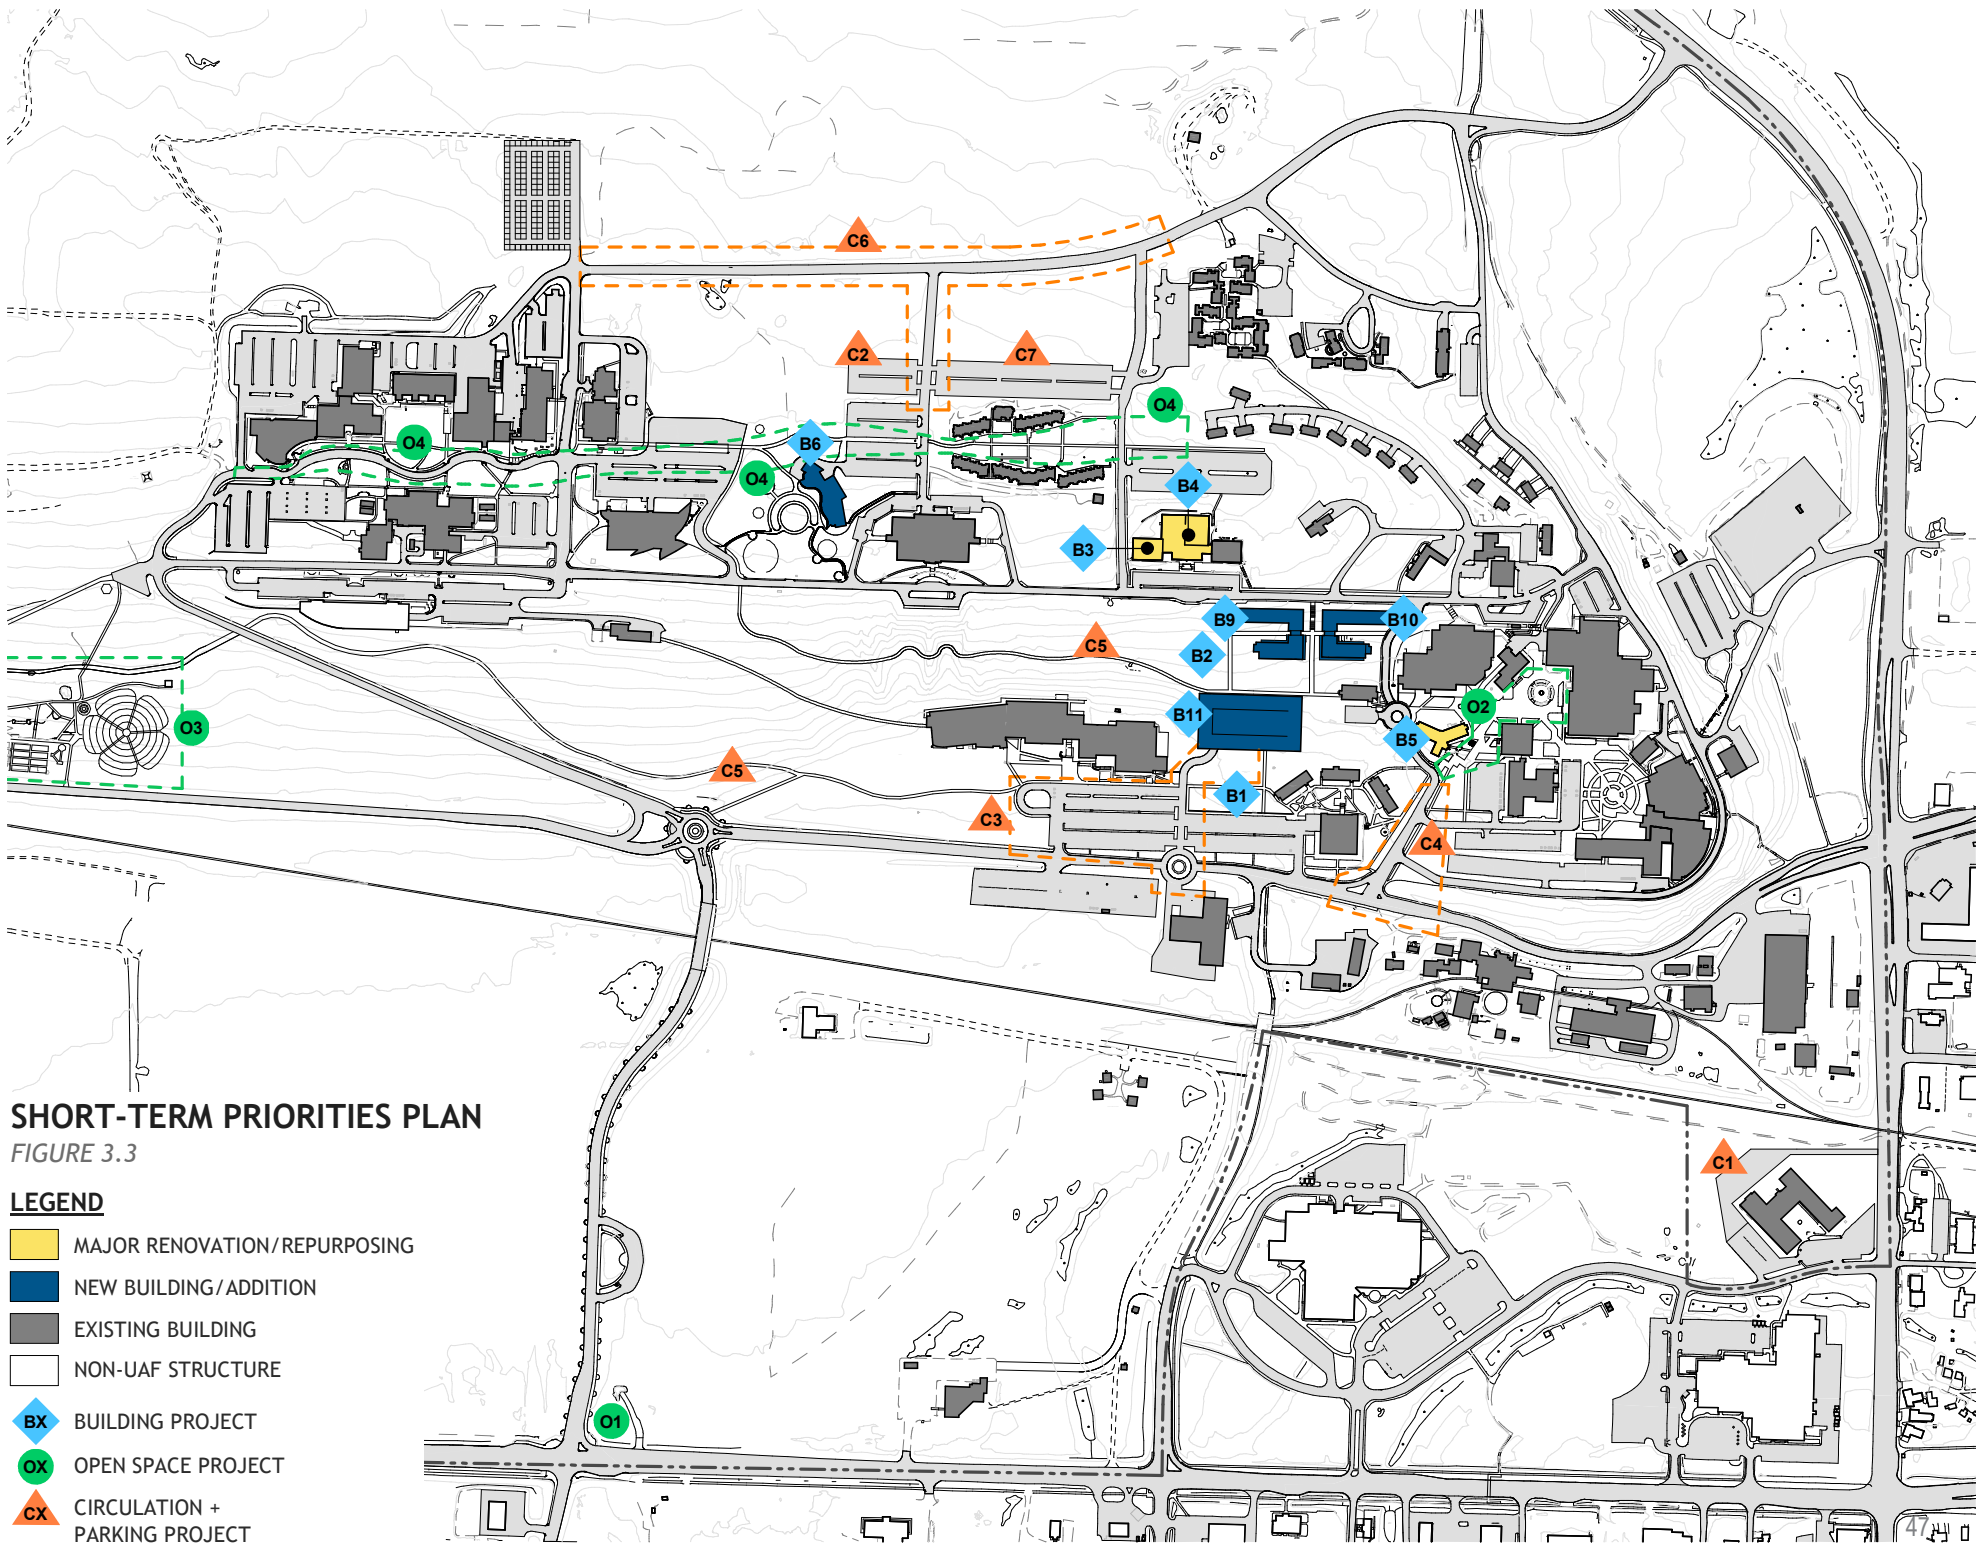 C6
C2
C7
O4
B6
O4
O4
B4
B3
B9
B10
C5
B2
O2
B11
O3
B5
C5
B1
C3
C4
SHORT-TERM PRIORITIES PLAN
FIGURE 3.3
C1
LEGEND
MAJOR RENOVATION/REPURPOSING
NEW BUILDING/ADDITION
EXISTING BUILDING
NON-UAF STRUCTURE
BX BUILDING PROJECT
O1
OX OPEN SPACE PROJECT
CX CIRCULATION +
PARKING PROJECT
47